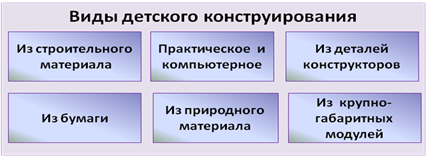 Виды детского конструирования
Из строительного
материала
Практическое и
компьютерное
Из деталей
конструкторов
Из бумаги
Из природного
материала
Из крупно-
габаритных
модулей